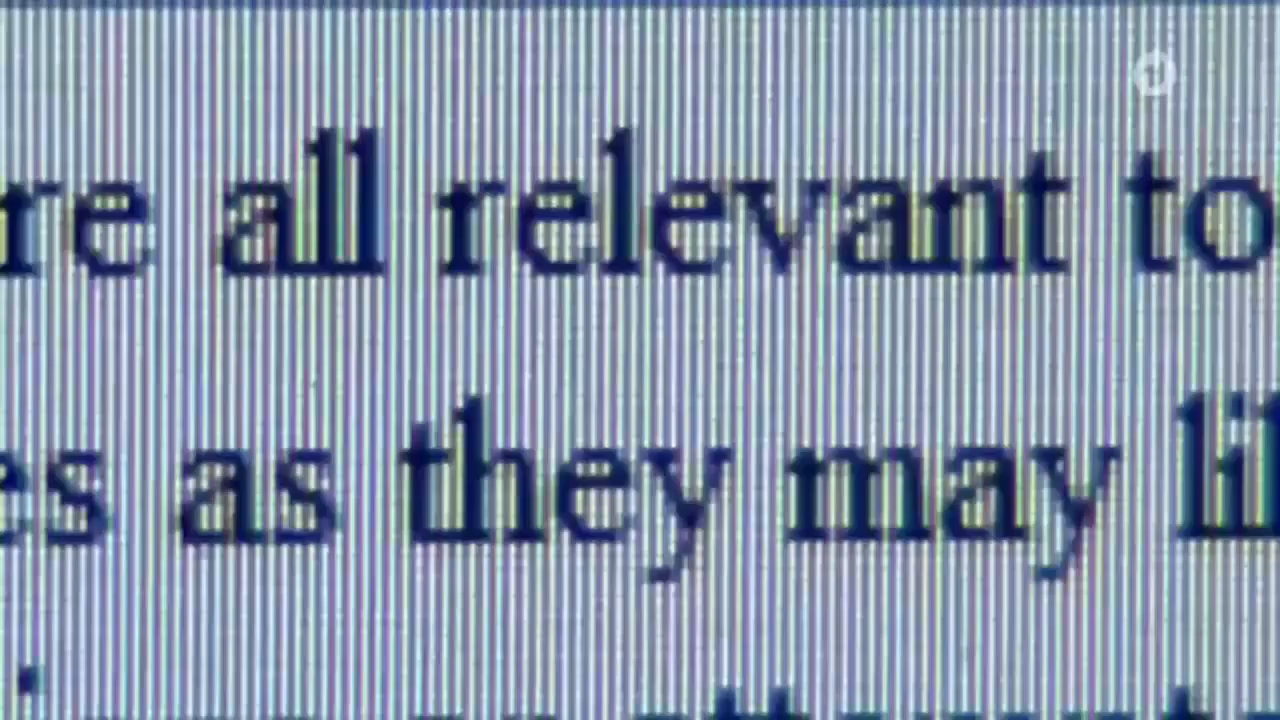 re all relevant to
es as they may li